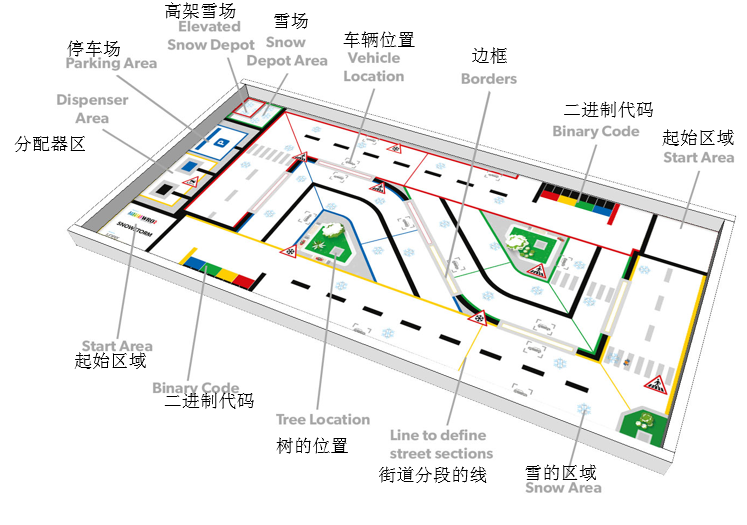 高架雪场
Elevated
Snow Depot
雪场
Snow
Depot Area
停车场
Parking Area
车辆位置
Vehicle
Location
边框
Borders
Dispenser
Area
分配器区
二进制代码
Binary Code
起始区域
Start Area
P
WRO
SNOWSTORM
Start Area
起始区域
Binary Code
二进制代码
Tree Location
树的位置
Line to define
street sections
街道分段的线
雪的区域
Snow Area